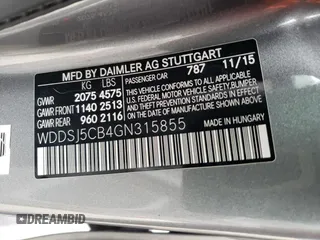 MFD. BY DAIMLER AG STUTTGART
KG LBS PASSENGER CAR 787 11/15
GVWR 2075 4575
GAWR FRONT 1140 2513
GAWR REAR 960 2116
THIS VEHICLE CONFORMS TO ALL
APPLICABLE U.S. FEDERAL MOTOR VEHICLE
SAFETY, BUMPER, AND THEFT PREVENTION
STANDARDS IN EFFECT ON THE DATE OF
MANUFACTURE SHOWN ABOVE.
WDDSJ5CB4GN315855
MADE IN HUNGARY
DREAMBID